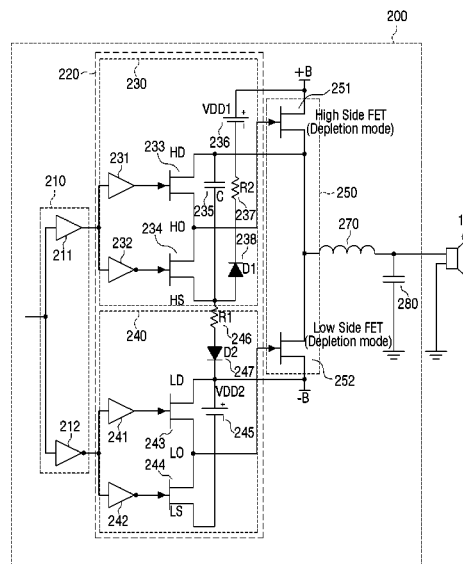 200
220
230
+B
251
VDD1
+
High Side FET
(Depletion mode)
236
HD
231
233
210
C
R2
235
237
250
HO
211
232
234
238
270
1
D1
HS
R1
280
240
246
Low Side FET
(Depletion mode)
D2
247
LD
252
VDD2
-B
212
+
241
243
245
LO
244
242
LS